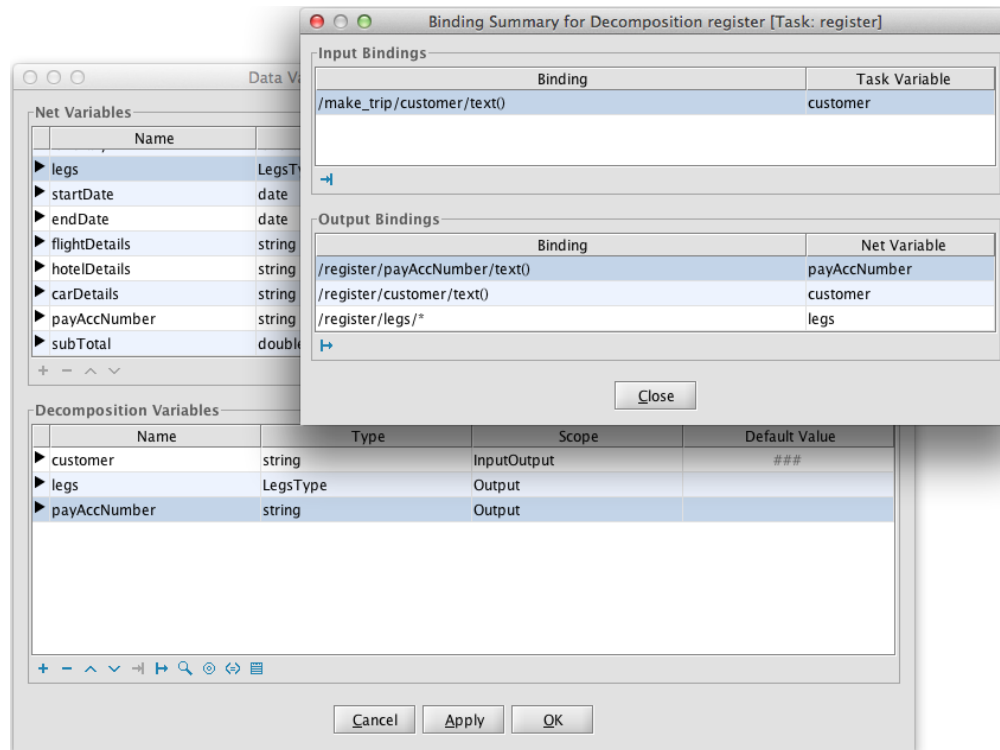 Binding Summary for Decomposition register [Task: register]
Input Bindings
Binding Task Variable
/make_trip/customer/text() customer
Output Bindings
Binding Net Variable
/register/payAccNumber/text() payAccNumber
/register/customer/text() customer
/register/legs/* legs
Close
Data Va
Net Variables
Name
legs LegsTy
startDate date
endDate date
flightDetails string
hotelDetails string
carDetails string
payAccNumber string
subTotal double
Decomposition Variables
Name Type Scope Default Value
customer string InputOutput ###
legs LegsType Output
payAccNumber string Output
Cancel Apply OK